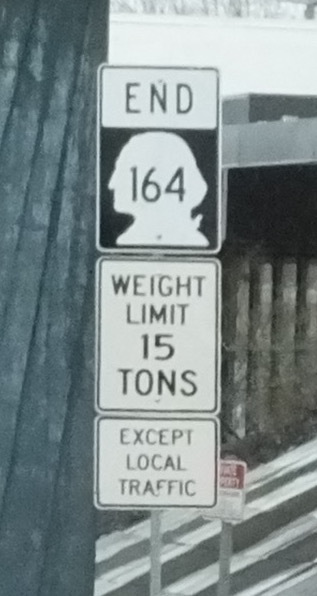 END
164
WEIGHT
LIMIT
15
TONS
EXCEPT
LOCAL
TRAFFIC